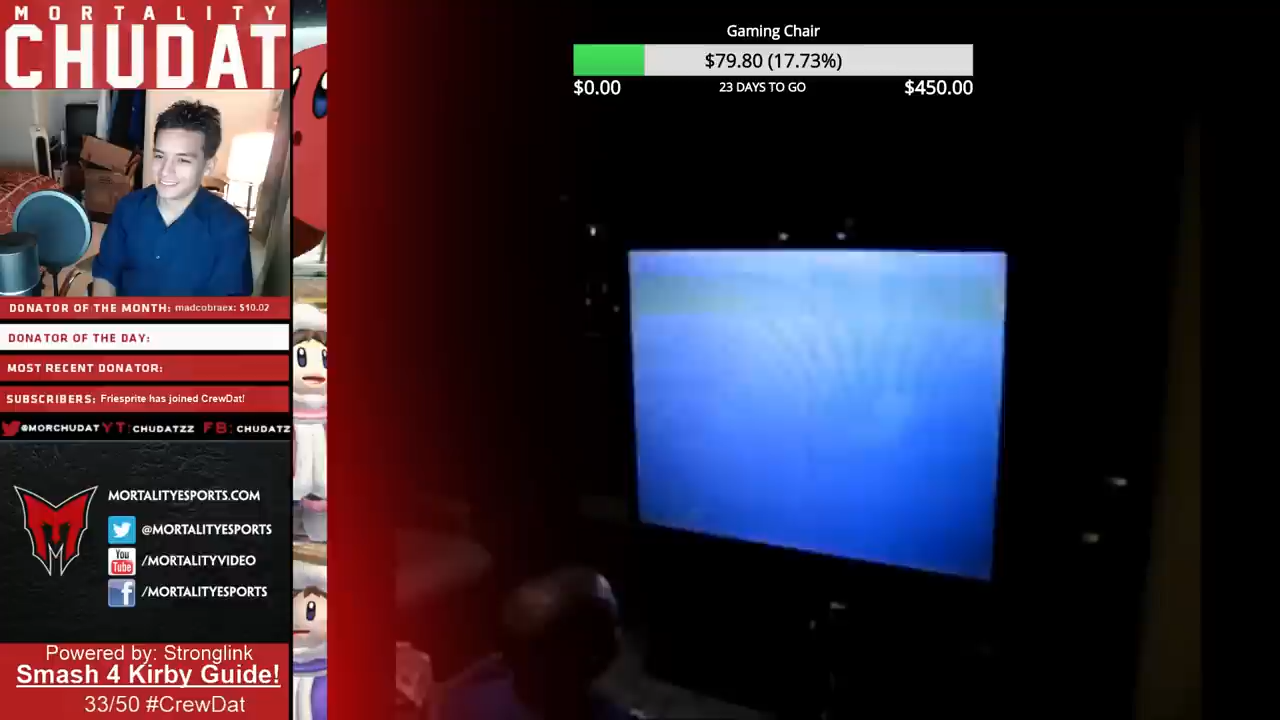 MORTALITY
CHUDAT
Gaming Chair
$79.80 (17.73%)
$0.00
23 DAYS TO GO
$450.00
DONATOR OF THE MONTH: madcobraex: $10.02
DONATOR OF THE DAY:
MOST RECENT DONATOR:
SUBSCRIBERS: Friesprite has joined CrewDat!
@MORCHUDAT YT: CHUDATZZ FB: CHUDATZ
MORTALITYESPORTS.COM
@MORTALITYESPORTS
You Tube /MORTALITYVIDEO
f /MORTALITYESPORTS
Powered by: Stronglink
Smash 4 Kirby Guide!
33/50 #CrewDat